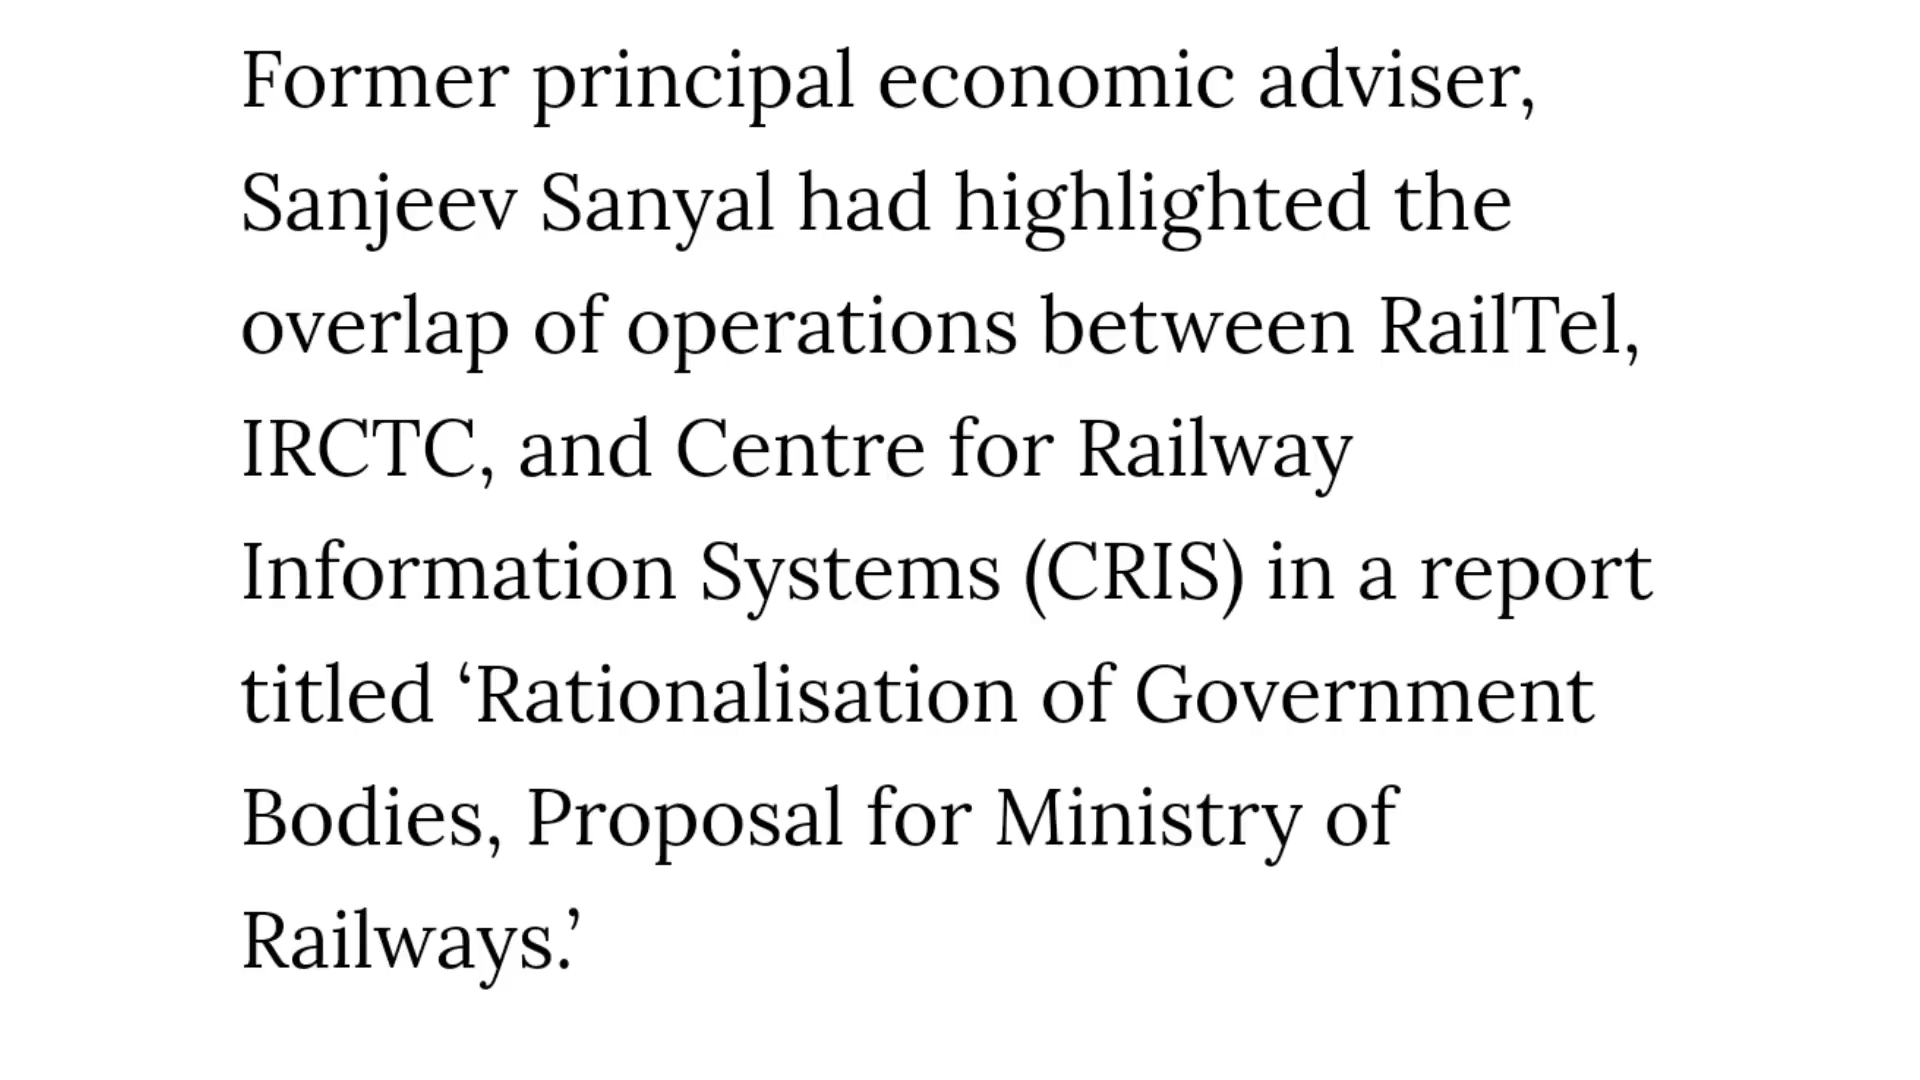 Former principal economic adviser,
Sanjeev Sanyal had highlighted the
overlap of operations between RailTel,
IRCTC, and Centre for Railway
Information Systems (CRIS) in a report
titled ‘Rationalisation of Government
Bodies, Proposal for Ministry of
Railways.’